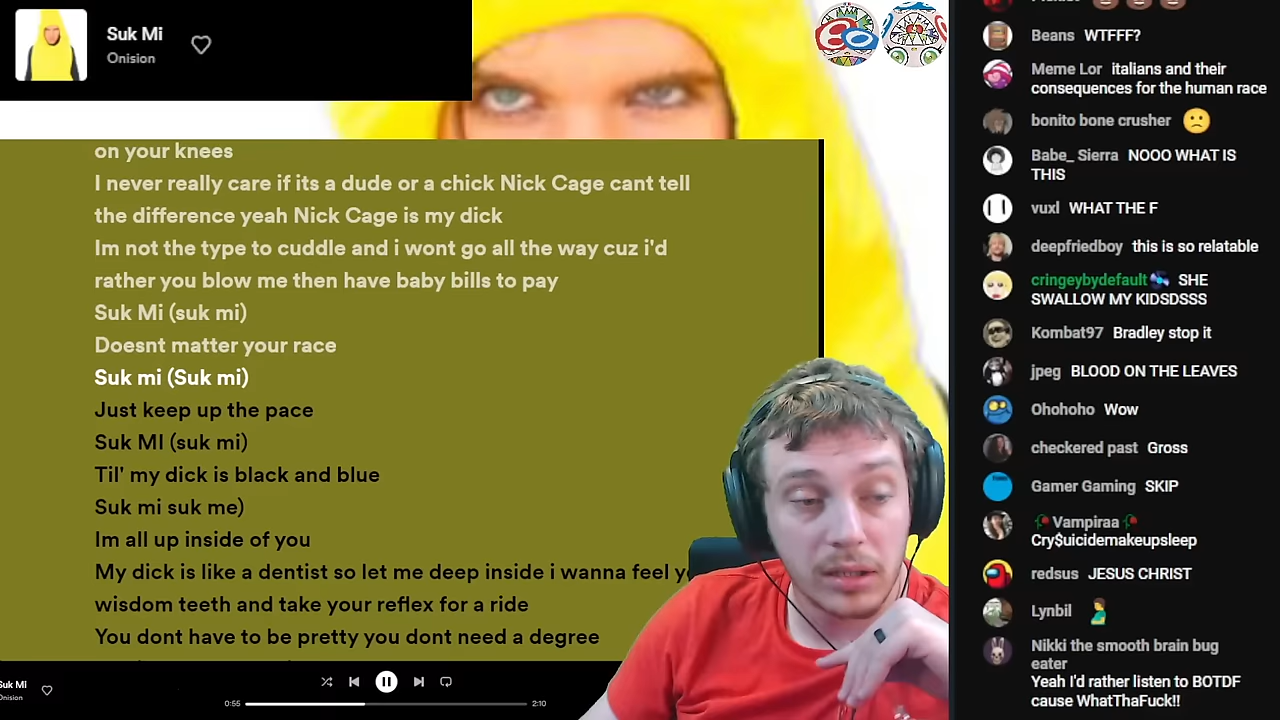 Suk Mi
Onision
on your knees
I never really care if its a dude or a chick Nick Cage cant tell
the difference yeah Nick Cage is my dick
Im not the type to cuddle and i wont go all the way cuz i'd
rather you blow me then have baby bills to pay
Suk Mi (suk mi)
Doesnt matter your race
Suk mi (Suk mi)
Just keep up the pace
Suk MI (suk mi)
Til' my dick is black and blue
Suk mi suk me)
Im all up inside of you
My dick is like a dentist so let me deep inside i wanna feel
wisdom teeth and take your reflex for a ride
You dont have to be pretty you dont need a degree
Suk MI
Onision
0:55
2:10
Beans WTFFF?
Meme Lor italians and their
consequences for the human race
bonito bone crusher
Babe_ Sierra NOOO WHAT IS
THIS
vuxl WHAT THE F
deepfriedboy this is so relatable
cringeybydefault SHE
SWALLOW MY KIDSDSSS
Kombat97 Bradley stop it
jpeg BLOOD ON THE LEAVES
Ohohoho Wow
checkered past Gross
Gamer Gaming SKIP
Vampiraa
Cry$uicidemakeupsleep
redsus JESUS CHRIST
Lynbil
Nikki the smooth brain bug
eater
Yeah I'd rather listen to BOTDF
cause WhatThaFuck!!